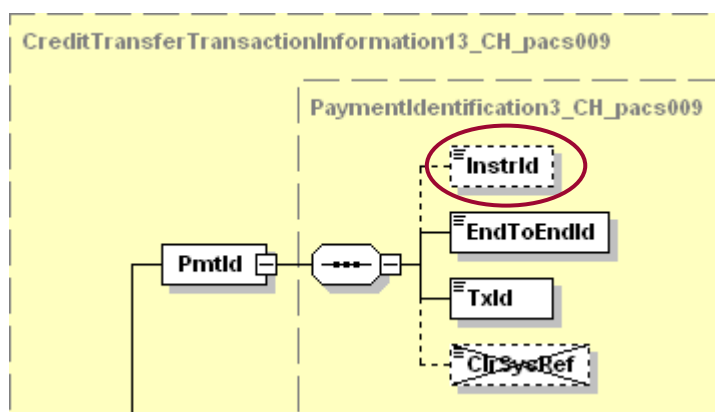 CreditTransferTransactionInformation13_CH_pacs009
PaymentIdentification3_CH_pacs009
InstrId
EndToEndId
PmtId
TxId
ClrSysRef